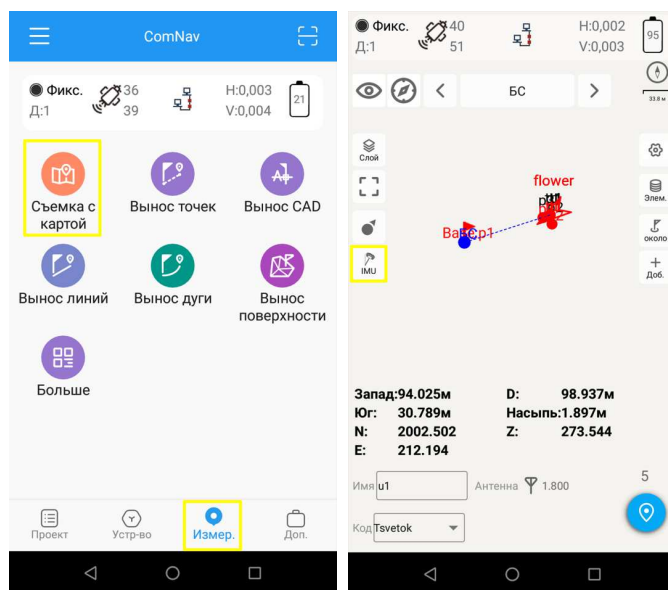 ComNav
Фикс.
36
39
Д:1
H:0,003
V:0,004
21
Съемка с
картой
Вынос точек
Вынос CAD
Вынос линий
Вынос дуги
Вынос
поверхности
Больше
Проект
Устр-во
Измер.
Доп.
Фикс.
40
51
Д:1
H:0,002
V:0,003
95
БС
33.8 м
Слой
IMU
Элем.
около
Доб.
flower
Запад:94.025м D: 98.937м
Юг: 30.789м Насыпь:1.897м
N: 2002.502 Z: 273.544
E: 212.194
Имя u1 Антенна 1.800
5
Код Tsvetok